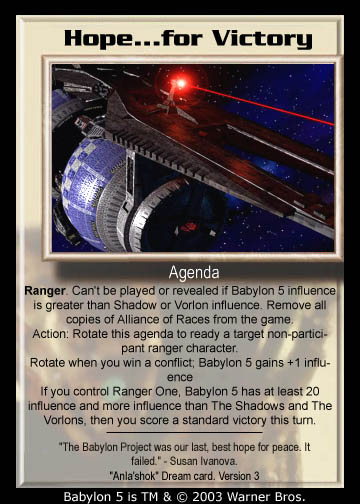 Hope...for Victory
Agenda
Ranger. Can't be played or revealed if Babylon 5 influence
is greater than Shadow or Vorlon influence. Remove all
copies of Alliance of Races from the game.
Action: Rotate this agenda to ready a target non-partici-
pant ranger character.
Rotate when you win a conflict; Babylon 5 gains +1 influ-
ence
If you control Ranger One, Babylon 5 has at least 20
influence and more influence than The Shadows and The
Vorlons, then you score a standard victory this turn.
"The Babylon Project was our last, best hope for peace. It
failed." - Susan Ivanova.
"Anla'shok" Dream card. Version 3
Babylon 5 is TM & © 2003 Warner Bros.